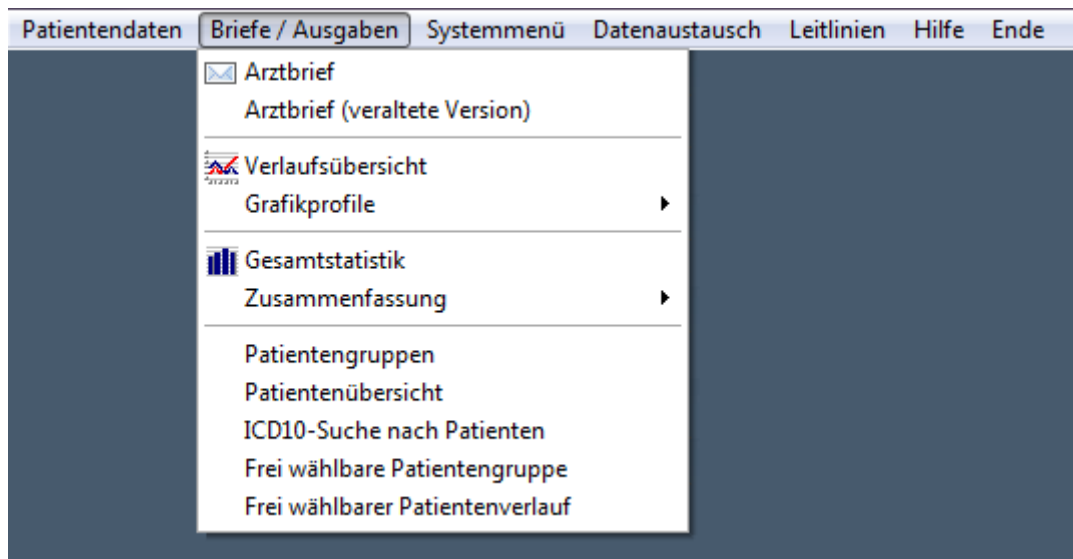 Patientendaten Briefe / Ausgaben Systemmenü Datenaustausch Leitlinien Hilfe Ende
Arztbrief
Arztbrief (veraltete Version)
Verlaufsübersicht
Grafikprofile
Gesamtstatistik
Zusammenfassung
Patientengruppen
Patientenübersicht
ICD10-Suche nach Patienten
Frei wählbare Patientengruppe
Frei wählbarer Patientenverlauf